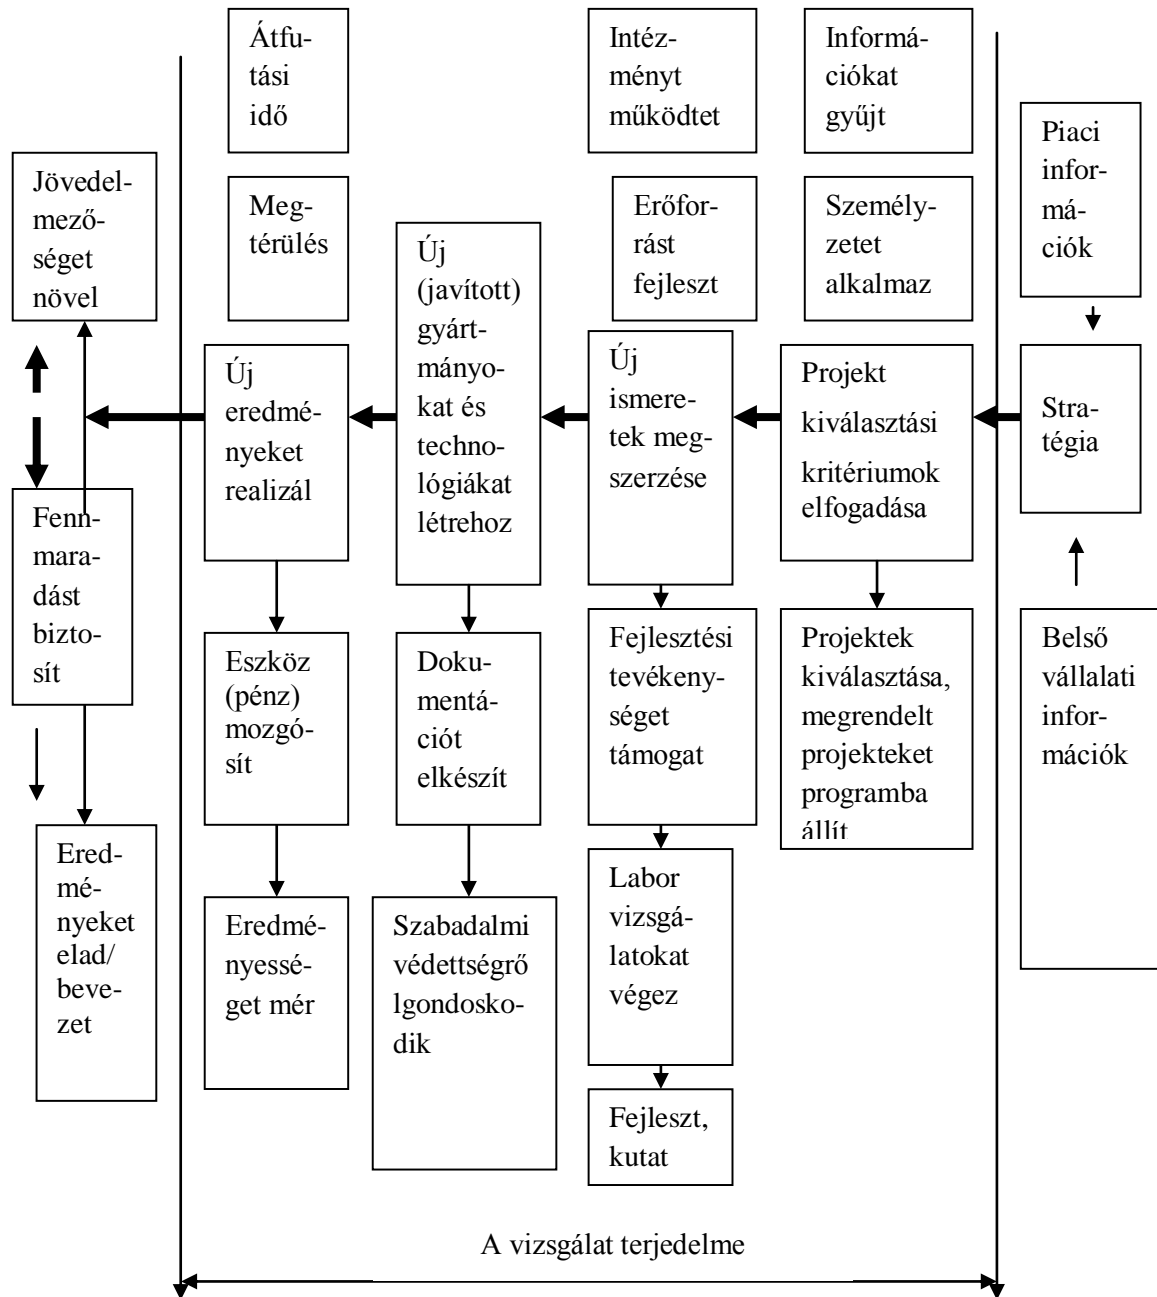 Átfu-
tási
idő
Intéz-
ményt
működtet
Informá-
ciókat
gyűjt
Piaci
infor-
má-
ciók
Jövedel-
mező-
séget
növel
Meg-
térülés
Új
(javított)
gyárt-
mányo-
kat és
techno-
lógiákat
létrehoz
Erőfor-
rást
fejleszt
Személy-
zetet
alkalmaz
Új
eredmé-
nyeket
realizál
Új
ismere-
tek meg-
szerzése
Projekt
kiválasztási
kritériumok
elfogadása
Stra-
tégia
Fenn-
mara-
dást
bizto-
sít
Eszköz
(pénz)
mozgó-
sít
Doku-
mentá-
ciót
elkészít
Fejlesztési
tevékeny-
séget
támogat
Projektek
kiválasztása,
megrendelt
projekteket
programba
állít
Belső
vállalati
infor-
mációk
Ered-
mé-
nyeket
elad/
beve-
zet
Eredmé-
nyessé-
get mér
Szabadalmi
védettségrő
lgondosko-
dik
Labor
vizsgá-
latokat
végez
Fejleszt,
kutat
A vizsgálat terjedelme